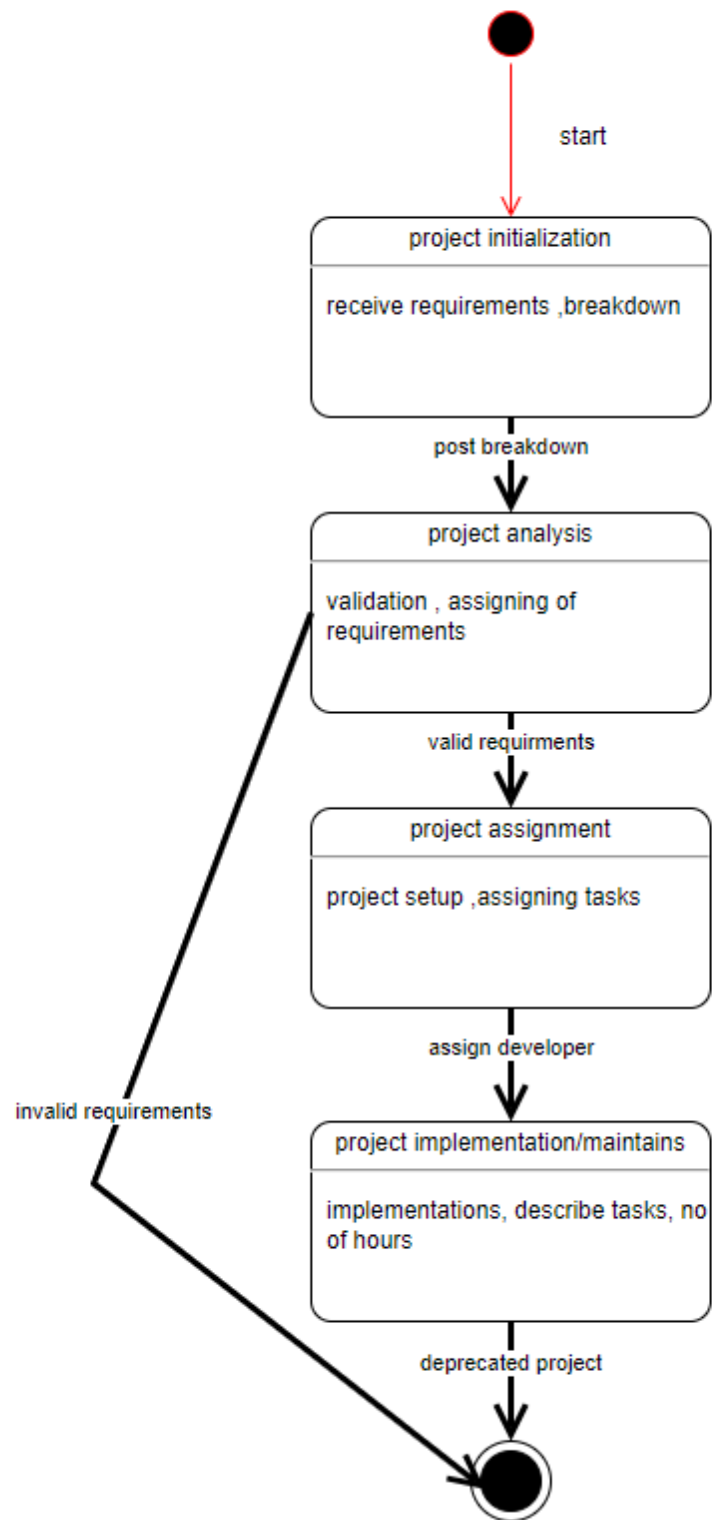 start
project initialization
receive requirements ,breakdown
post breakdown
project analysis
validation , assigning of
requirements
valid requirments
project assignment
project setup ,assigning tasks
assign developer
invalid requirements
project implementation/maintains
implementations, describe tasks, no
of hours
deprecated project